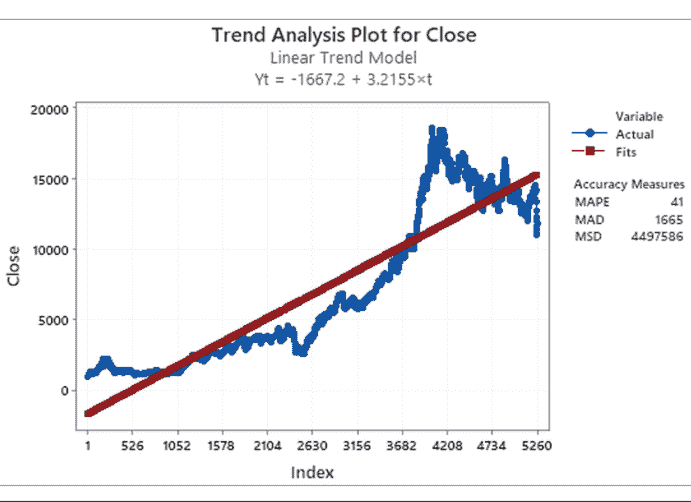 Trend Analysis Plot for Close
Linear Trend Model
Yt = -1667.2 + 3.2155×t
20000
15000
10000
5000
0
Close
1 526 1052 1578 2104 2630 3156 3682 4208 4734 5260
Index
Variable
Actual
Fits
Accuracy Measures
MAPE 41
MAD 1665
MSD 4497586